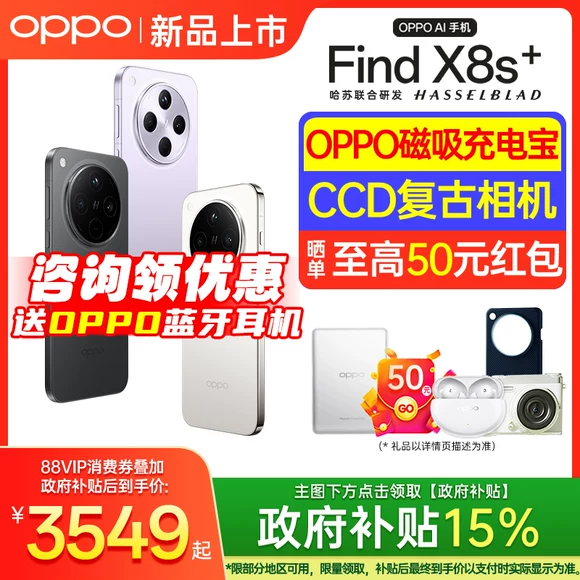 oppo 新品上市
OPPO AI 手机
Find X8s+
哈苏联合研发 HASSELBLAD
OPPO磁吸充电宝
CCD复古相机
晒单 至高50元红包
咨询领优惠
送OPPO蓝牙耳机
oppo
50元
GO
(*礼品以详情页描述为准)
88VIP消费券叠加
政府补贴后到手价:
¥3549起
主图下方点击领取【政府补贴】
政府补贴15%
*限部分地区可用，限量领取，补贴后最终到手价以支付时实际显示为准。